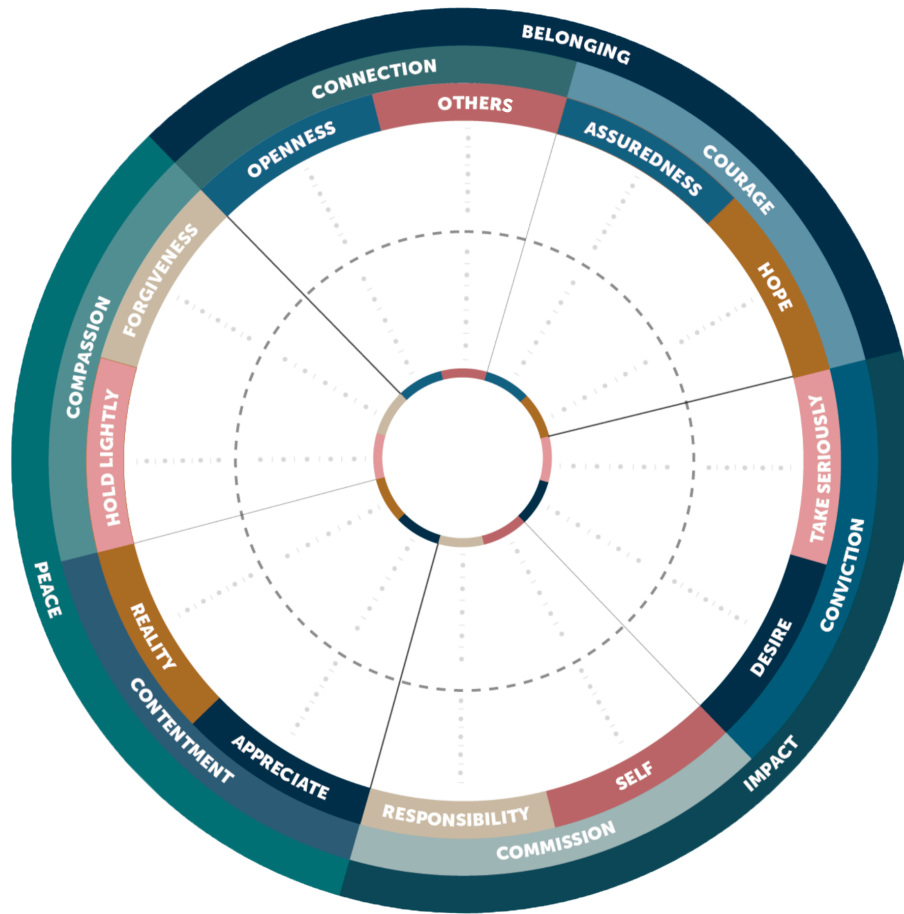 BELONGING
CONNECTION
OTHERS
OPENNESS
ASSUREDNESS
COURAGE
HOPE
TAKE SERIOUSLY
CONVICTION
DESIRE
IMPACT
SELF
COMMISSION
RESPONSIBILITY
APPRECIATE
CONTENTMENT
REALITY
PEACE
HOLD LIGHTLY
COMPASSION
FORGIVENESS